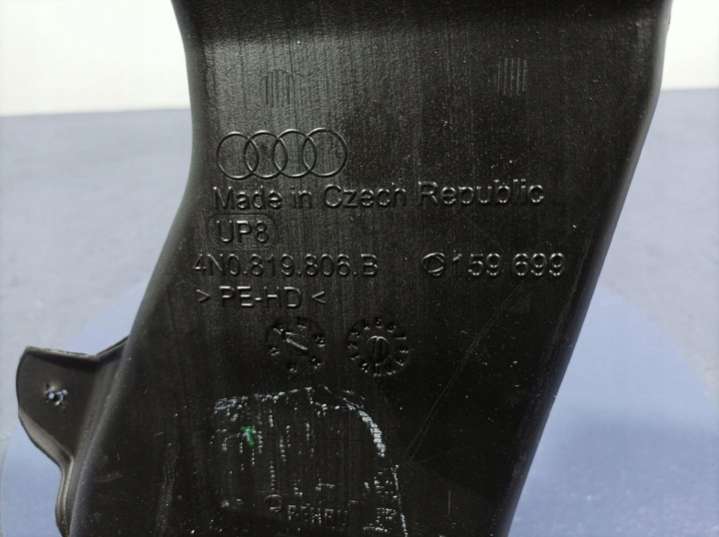 Made in Czech Republic
UP8
4N0.819.806.B 159 699
> PE-HD <